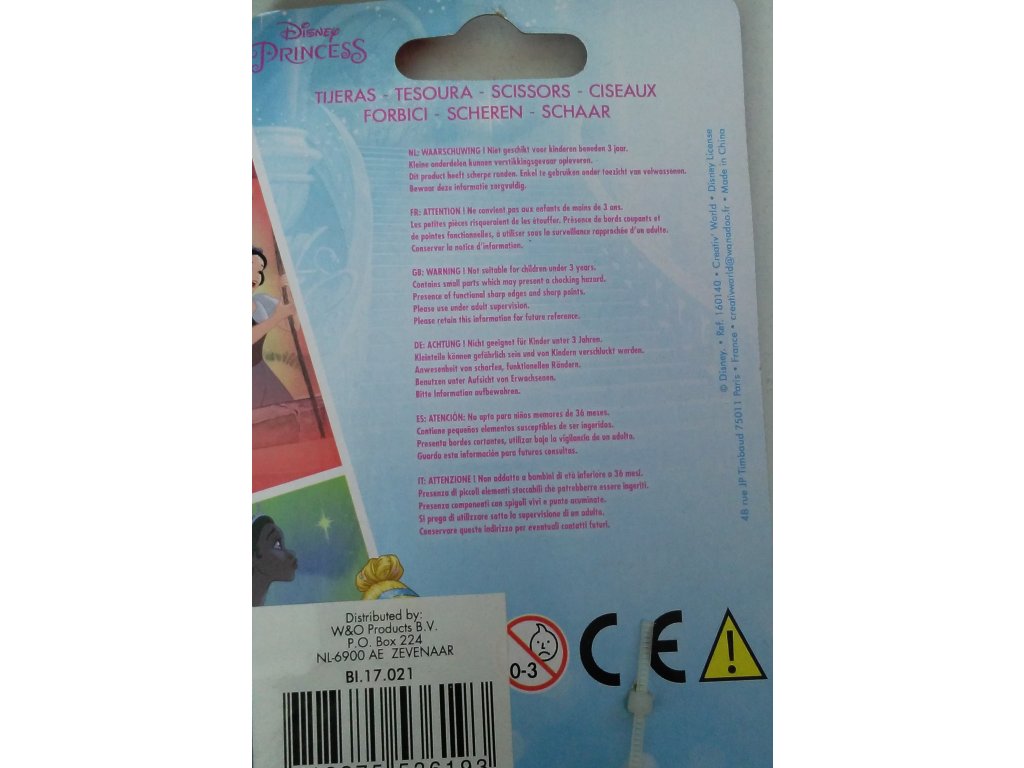 Disney
PRINCESS
TIJERAS - TESOURA - SCISSORS - CISEAUX
FORBICI - SCHEREN - SCHAAR
NL: WAARSCHUWING ! Niet geschikt voor kinderen beneden 3 jaar.
Kleine onderdelen kunnen verstikkingsgevaar opleveren.
Dit product heeft scherpe randen. Enkel te gebruiken onder toezicht van volwassenen.
Bewaar deze informatie zorgvuldig.
FR: ATTENTION ! Ne convient pas aux enfants de moins de 3 ans.
Les petites pièces risqueraient de les étouffer. Présence de bords coupants et
de pointes fonctionnelles, à utiliser sous la surveillance rapprochée d'un adulte.
Conserver la notice d'information.
GB: WARNING ! Not suitable for children under 3 years.
Contains small parts which may present a checking hazard.
Presence of functional sharp edges and sharp points.
Please use under adult supervision.
Please retain this information for future reference.
DE: ACHTUNG ! Nicht geeignet für Kinder unter 3 Jahren.
Kleinteile können gefährlich sein und von Kindern verschluckt werden.
Anwesenheit von scharfen, funktionellen Rändern.
Benutzen unter Aufsicht von Erwachsenen.
Bitte Information aufbewahren.
ES: ATENCIÓN: No apto para niños memores de 36 meses.
Contiene pequeños elementos susceptibles de ser ingeridos.
Presenta bordes cortantes, utilizar bajo la vigilancia de un adulto.
Guarda esta información para futuras consultas.
IT: ATTENZIONE ! Non addatto a bambini di età inferiore a 36 mesi.
Presenza di piccoli elementi staccabili che potrebberro essere ingeriti.
Presenza componenti con spigoli vivi e punte acuminate.
Si prega di utilizzare sotto la supervisione di un adulto.
Conservare questo indirizzo per eventuali contatti futuri.
© Disney. • Ref. 160140 • Creativ' World • Disney License
48 rue JP Timbaud 75011 Paris • France • creativworld@wanadoo.fr • Made in China
Distributed by:
W&O Products B.V.
P.O. Box 224
NL-6900 AE ZEVENAAR
BI.17.021
0-3
CE
!